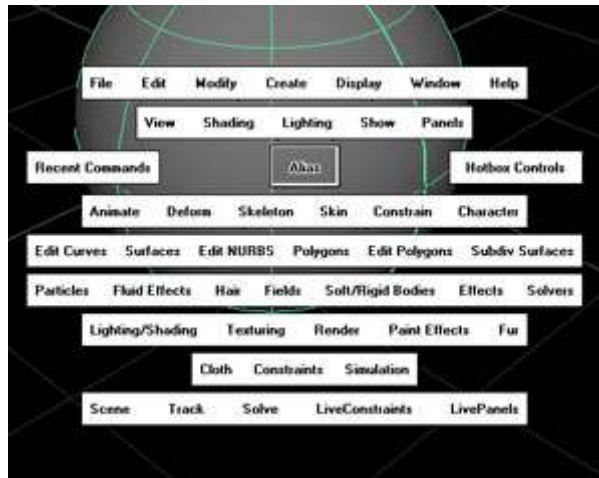 File Edit Modify Create Display Window Help
View Shading Lighting Show Panels
Recent Commands Alias Hotbox Controls
Animate Deform Skeleton Skin Constrain Character
Edit Curves Surfaces Edit NURBS Polygons Edit Polygons Subdiv Surfaces
Particles Fluid Effects Hair Fields Soft/Rigid Bodies Effects Solvers
Lighting/Shading Texturing Render Paint Effects Fur
Cloth Constraints Simulation
Scene Track Solve LiveConstraints LivePanels